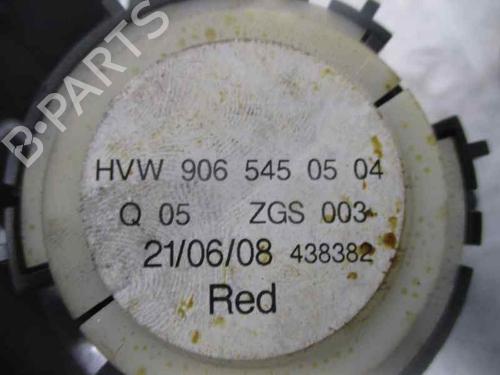 B-PARTS
HVW 906 545 05 04
Q 05 ZGS 003
21/06/08 438382
Red